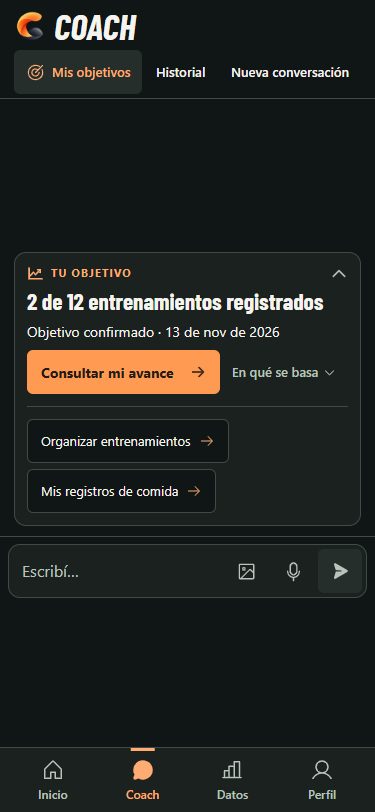 COACH
Mis objetivos
Historial
Nueva conversación
TU OBJETIVO
2 de 12 entrenamientos registrados
Objetivo confirmado · 13 de nov de 2026
Consultar mi avance
En qué se basa
Organizar entrenamientos
Mis registros de comida
Escribí...
Inicio
Coach
Datos
Perfil